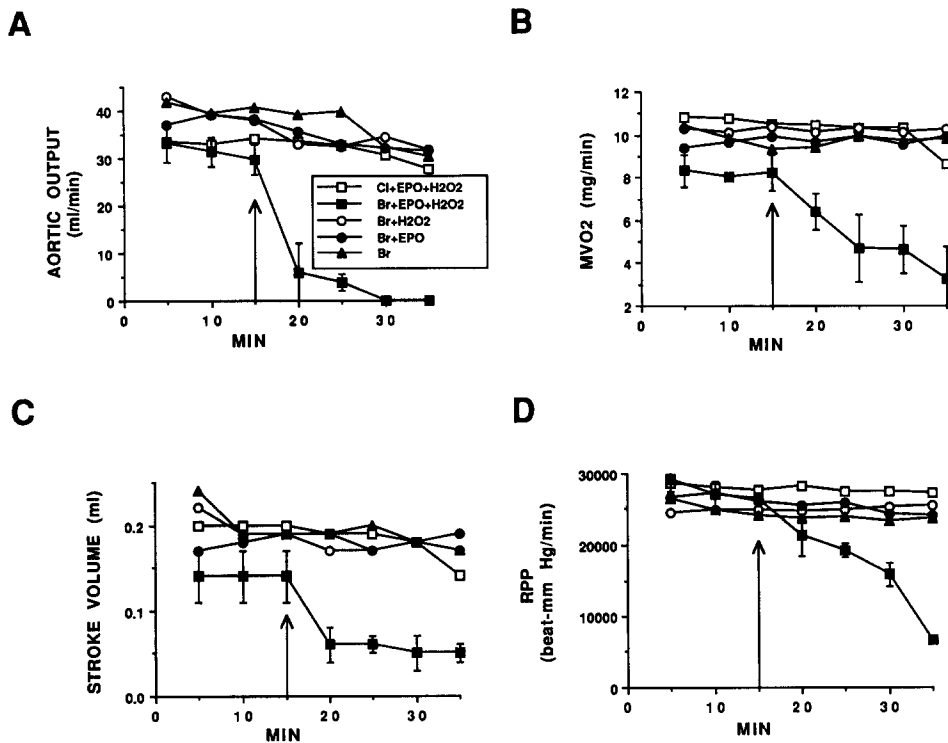 A
AORTIC OUTPUT
(ml/min)
40
30
20
10
0
0
10
20
30
MIN
Cl+EPO+H2O2
Br+EPO+H2O2
Br+H2O2
Br+EPO
Br
B
MVO2 (mg/min)
12
10
8
6
4
2
0
10
20
30
MIN
C
STROKE VOLUME (ml)
0.2
0.1
0.0
0
10
20
30
MIN
D
RPP
(beat-mm Hg/min)
30000
20000
10000
0
0
10
20
30
MIN